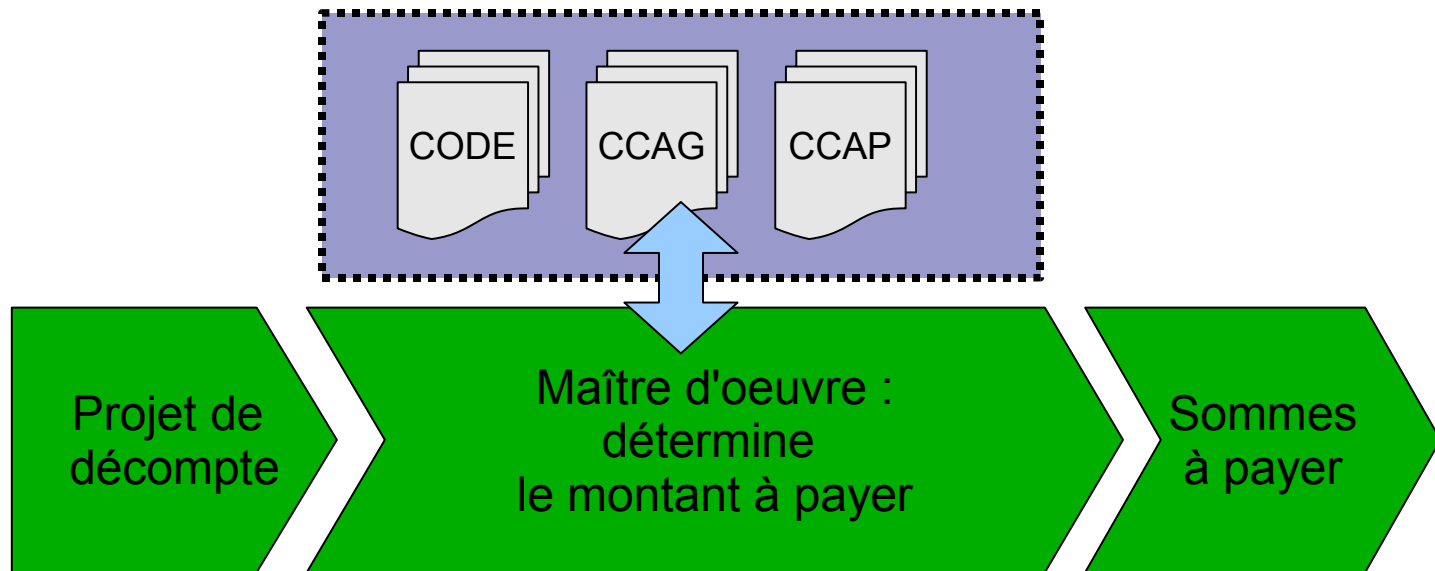 CODE CCAG CCAP
Projet de
décompte
Maître d'oeuvre :
détermine
le montant à payer
Sommes
à payer